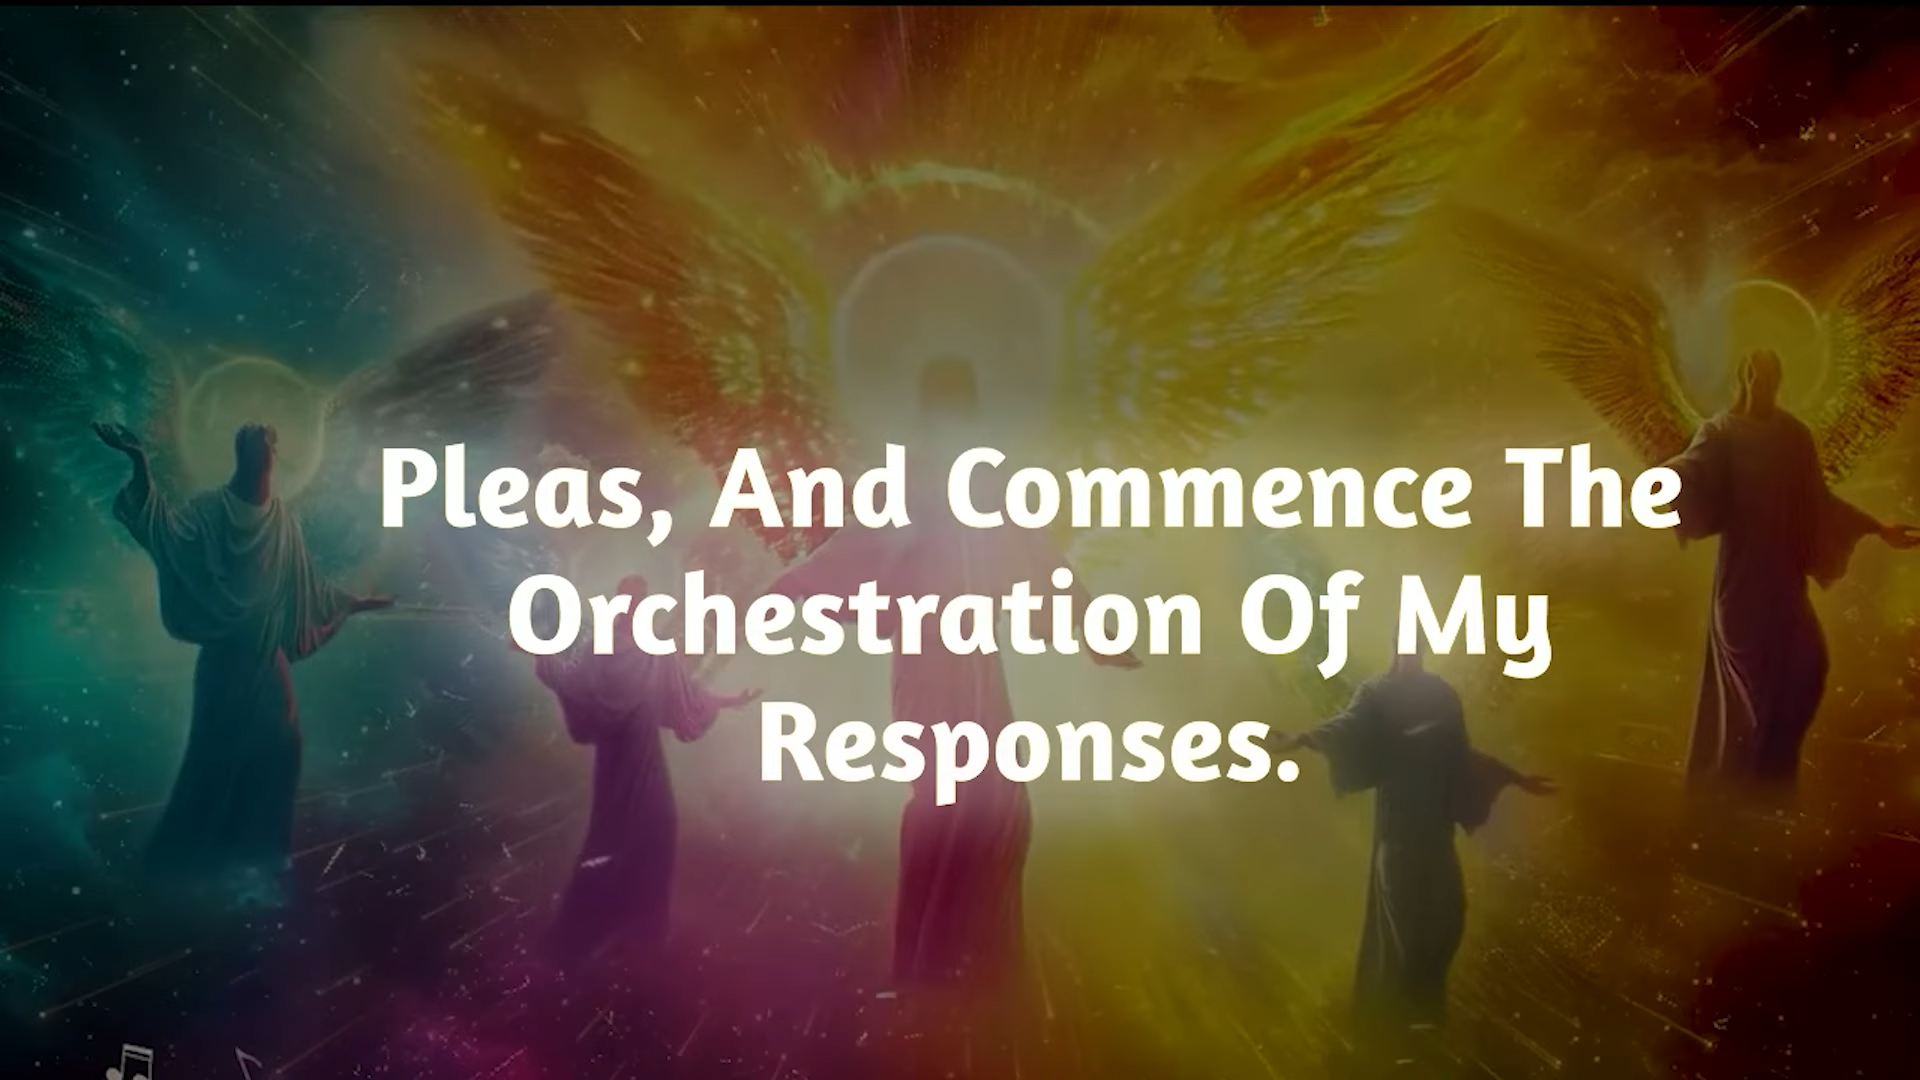 Pleas, And Commence The
Orchestration Of My
Responses.